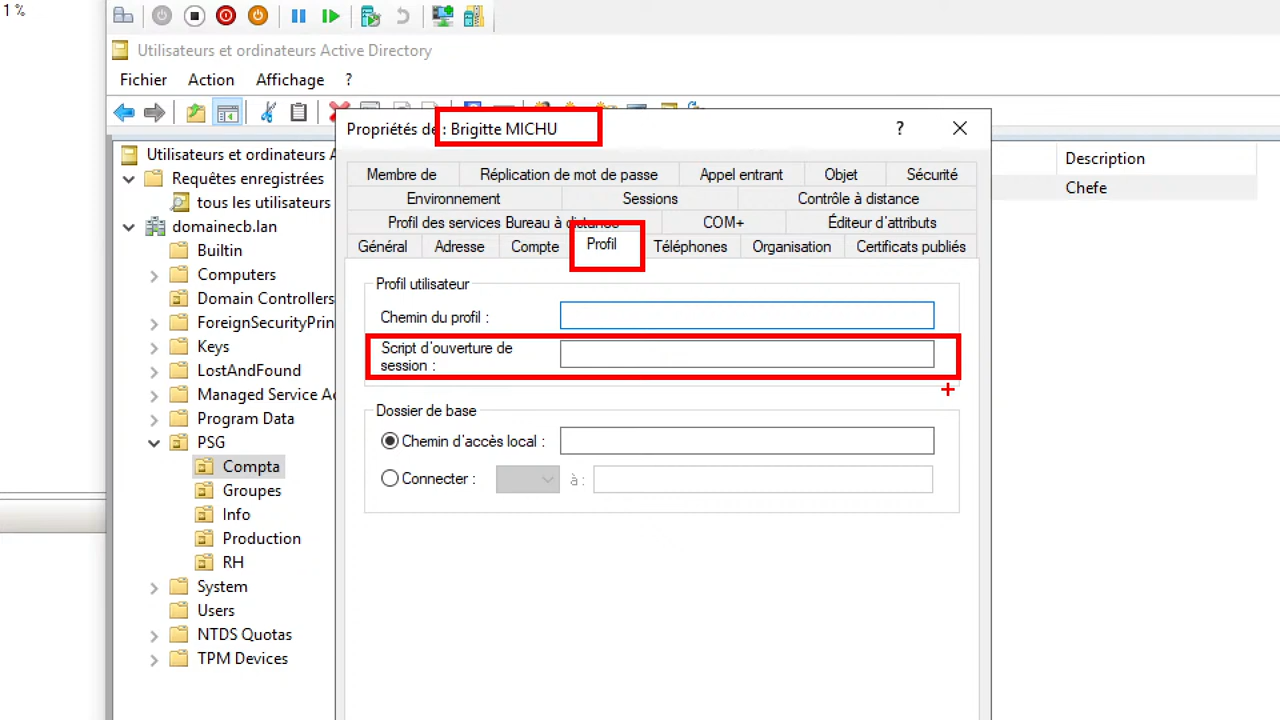 1 %
Utilisateurs et ordinateurs Active Directory
Fichier Action Affichage ?
Propriétés de : Brigitte MICHU ?
Membre de Réplication de mot de passe Appel entrant Objet Sécurité
Environnement Sessions Contrôle à distance
Profil des services Bureau à distance COM+ Éditeur d'attributs
Général Adresse Compte Profil Téléphones Organisation Certificats publiés
Profil utilisateur
Chemin du profil :
Script d'ouverture de
session :
Dossier de base
Chemin d'accès local :
Connecter : à :
Utilisateurs et ordinateurs
Requêtes enregistrées
tous les utilisateurs
domainecb.lan
Builtin
Computers
Domain Controllers
ForeignSecurityPrin
Keys
LostAndFound
Managed Service Ac
Program Data
PSG
Compta
Groupes
Info
Production
RH
System
Users
NTDS Quotas
TPM Devices
Description
Chefe